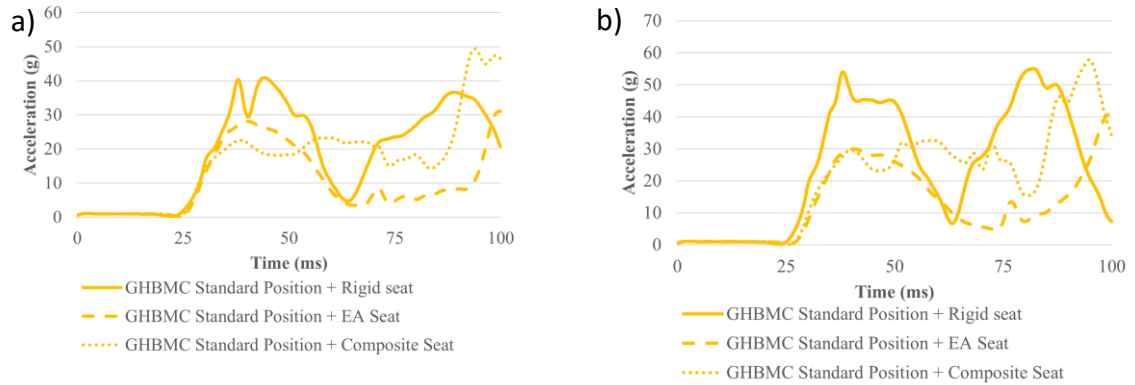 a)
60
50
40
30
20
10
0
Acceleration (g)
0 25 50 75 100
Time (ms)
GHBMC Standard Position + Rigid seat
GHBMC Standard Position + EA Seat
GHBMC Standard Position + Composite Seat
b)
70
60
50
40
30
20
10
0
Acceleration (g)
0 25 50 75 100
Time (ms)
GHBMC Standard Position + Rigid seat
GHBMC Standard Position + EA Seat
GHBMC Standard Position + Composite Seat